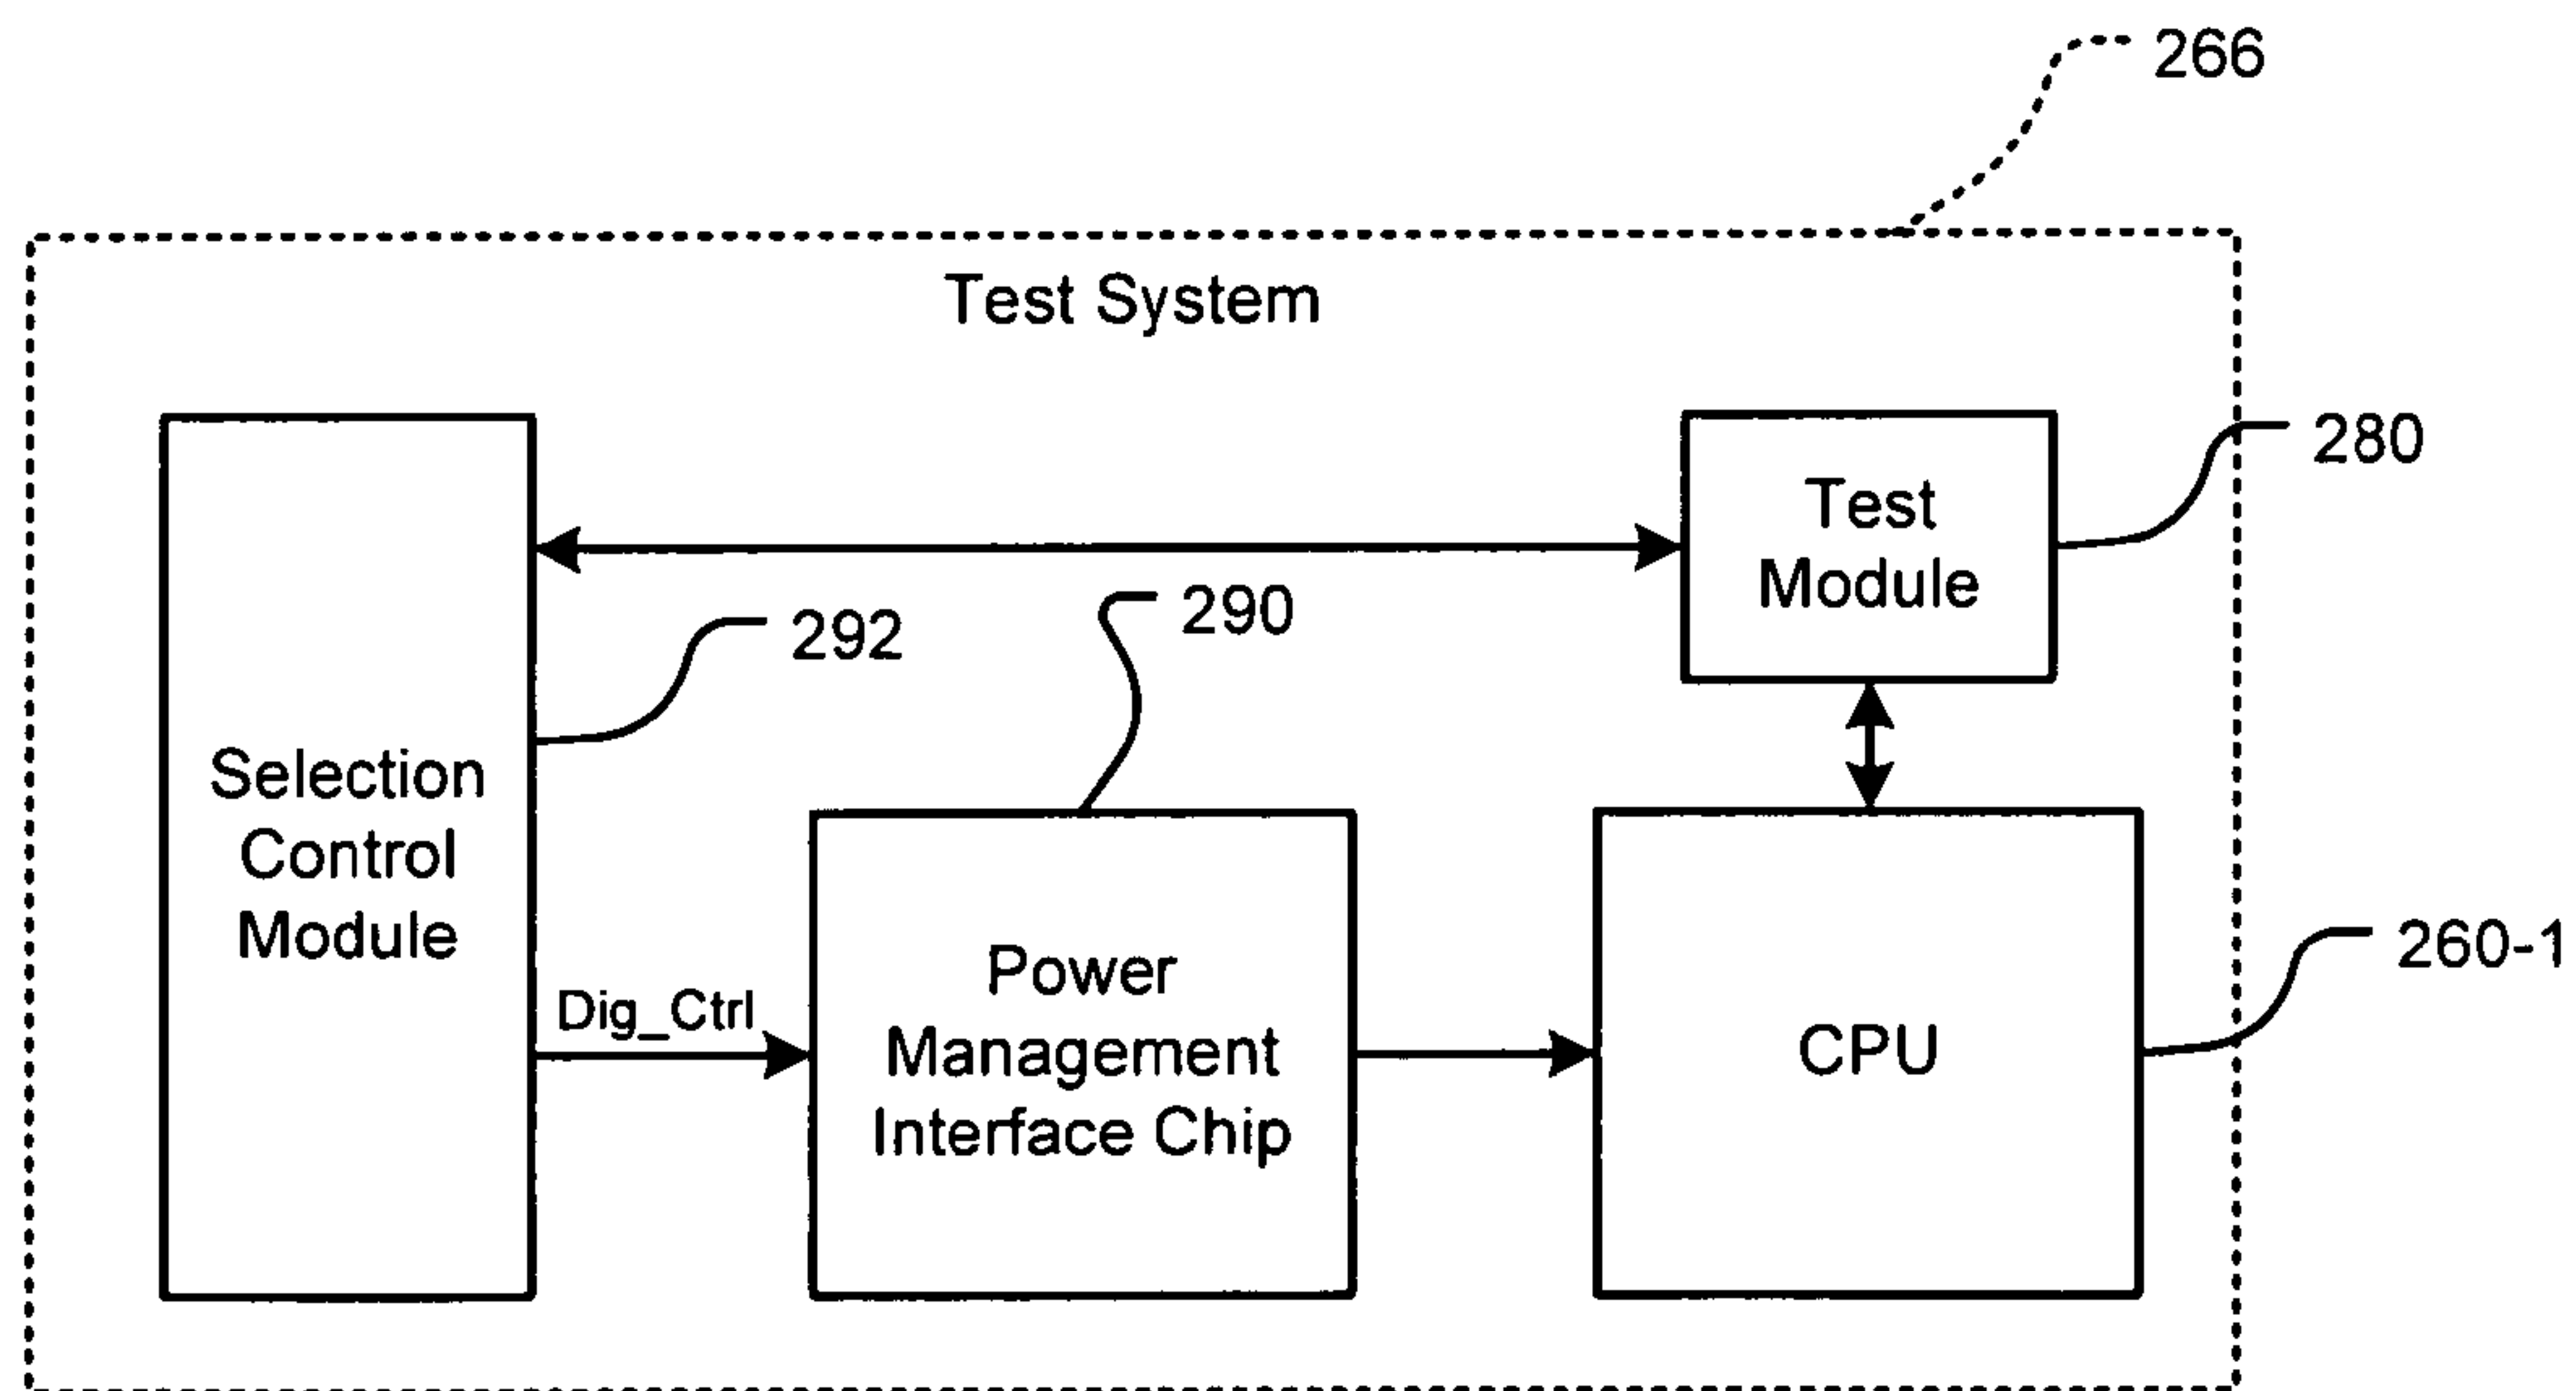 266
Test System
280
Test
Module
290
292
Selection
Control
Module
Dig_Ctrl
Power
Management
Interface Chip
CPU
260-1